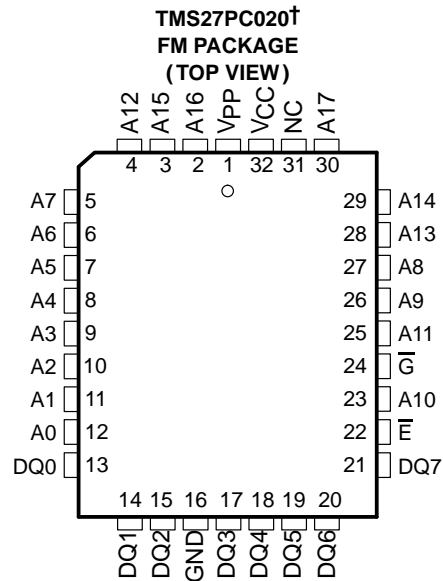 TMS27PC020†
FM PACKAGE
(TOP VIEW)
A12 A15 A16 VPP VCC NC A17
4 3 2 1 32 31 30
A7 5 29 A14
A6 6 28 A13
A5 7 27 A8
A4 8 26 A9
A3 9 25 A11
A2 10 24 G̅
A1 11 23 A10
A0 12 22 E̅
DQ0 13 21 DQ7
14 15 16 17 18 19 20
DQ1 DQ2 GND DQ3 DQ4 DQ5 DQ6